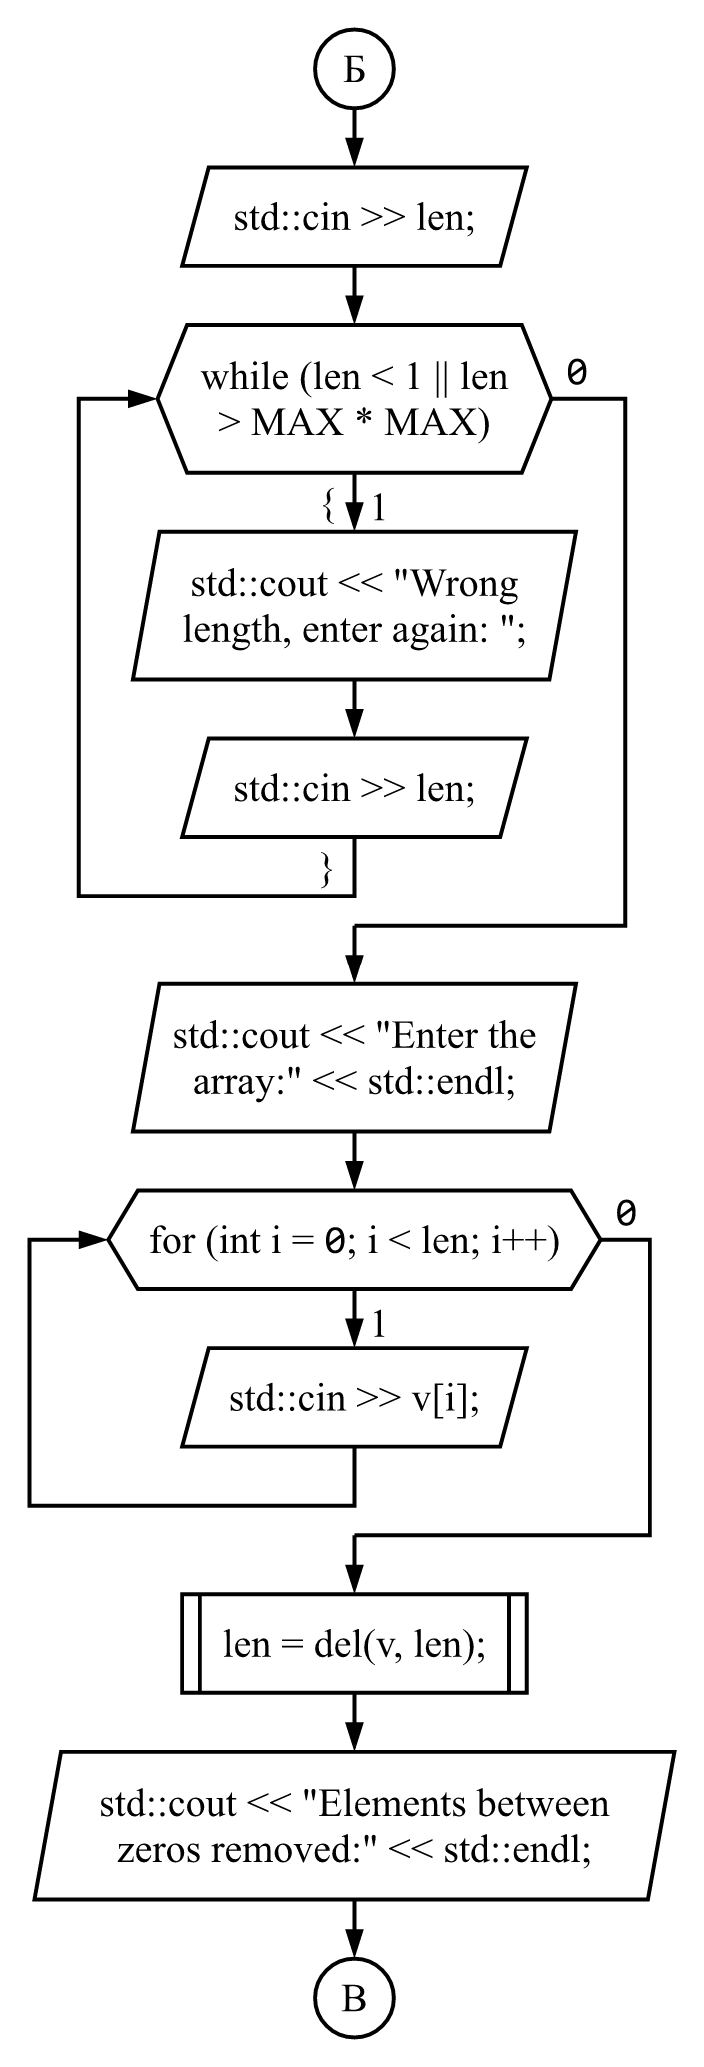 Б
std::cin >> len;
while (len < 1 || len
> MAX * MAX)
0
{ 1
std::cout << "Wrong
length, enter again: ";
std::cin >> len;
}
std::cout << "Enter the
array:" << std::endl;
for (int i = 0; i < len; i++)
0
1
std::cin >> v[i];
len = del(v, len);
std::cout << "Elements between
zeros removed:" << std::endl;
В